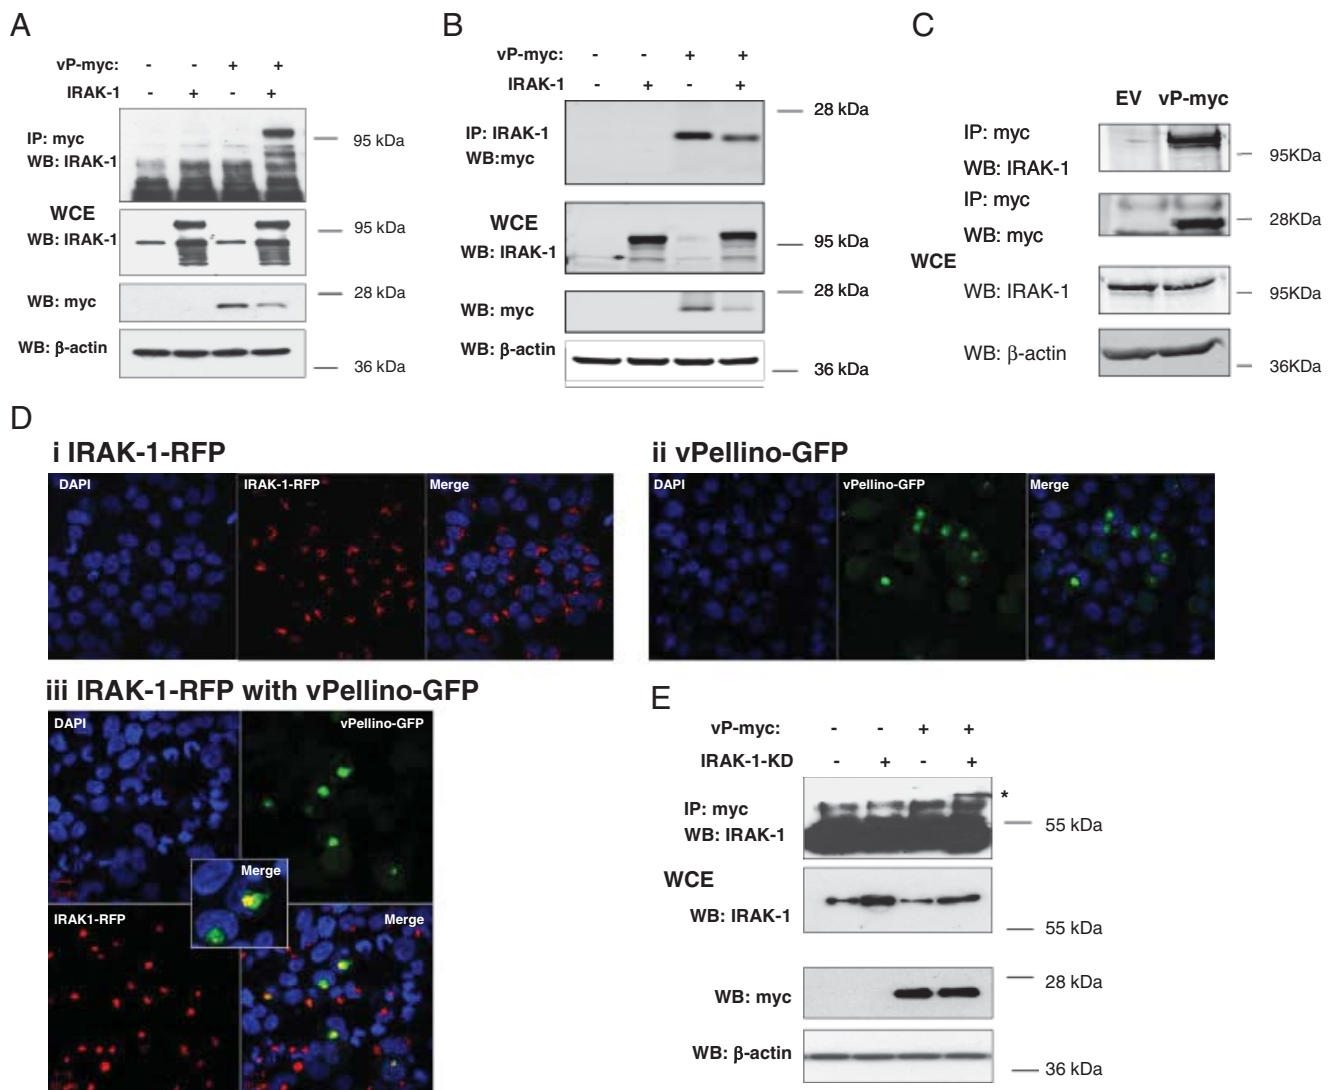 A
vP-myc: - - + +
IRAK-1 - + - +
IP: myc
WB: IRAK-1
95 kDa
WCE
WB: IRAK-1
95 kDa
WB: myc
28 kDa
WB: β-actin
36 kDa
B
vP-myc: - - + +
IRAK-1 - + - +
IP: IRAK-1
WB:myc
28 kDa
WCE
WB: IRAK-1
95 kDa
WB: myc
28 kDa
WB: β-actin
36 kDa
C
EV vP-myc
IP: myc
WB: IRAK-1
95KDa
IP: myc
WB: myc
28KDa
WCE
WB: IRAK-1
95KDa
WB: β-actin
36KDa
D
i IRAK-1-RFP
DAPI
IRAK-1-RFP
Merge
ii vPellino-GFP
DAPI
vPellino-GFP
Merge
iii IRAK-1-RFP with vPellino-GFP
DAPI
vPellino-GFP
Merge
IRAK1-RFP
Merge
E
vP-myc: - - + +
IRAK-1-KD - + - +
IP: myc
WB: IRAK-1
*
55 kDa
WCE
WB: IRAK-1
55 kDa
WB: myc
28 kDa
WB: β-actin
36 kDa